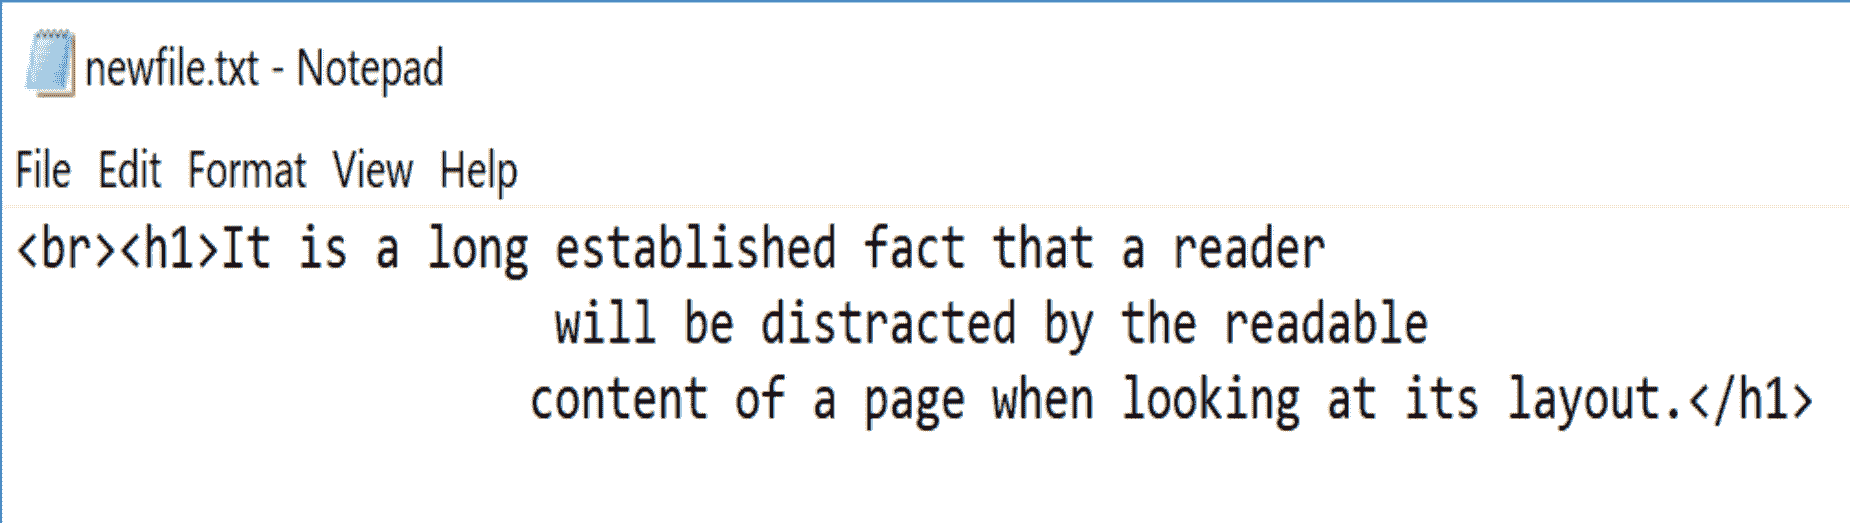 newfile.txt - Notepad
File Edit Format View Help
<br><h1>It is a long established fact that a reader
will be distracted by the readable
content of a page when looking at its layout.</h1>